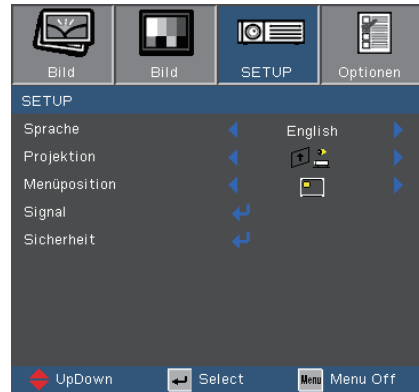 Bild Bild SETUP Optionen
SETUP
Sprache English
Projektion
Menüposition
Signal
Sicherheit
UpDown Select Menu Menu Off